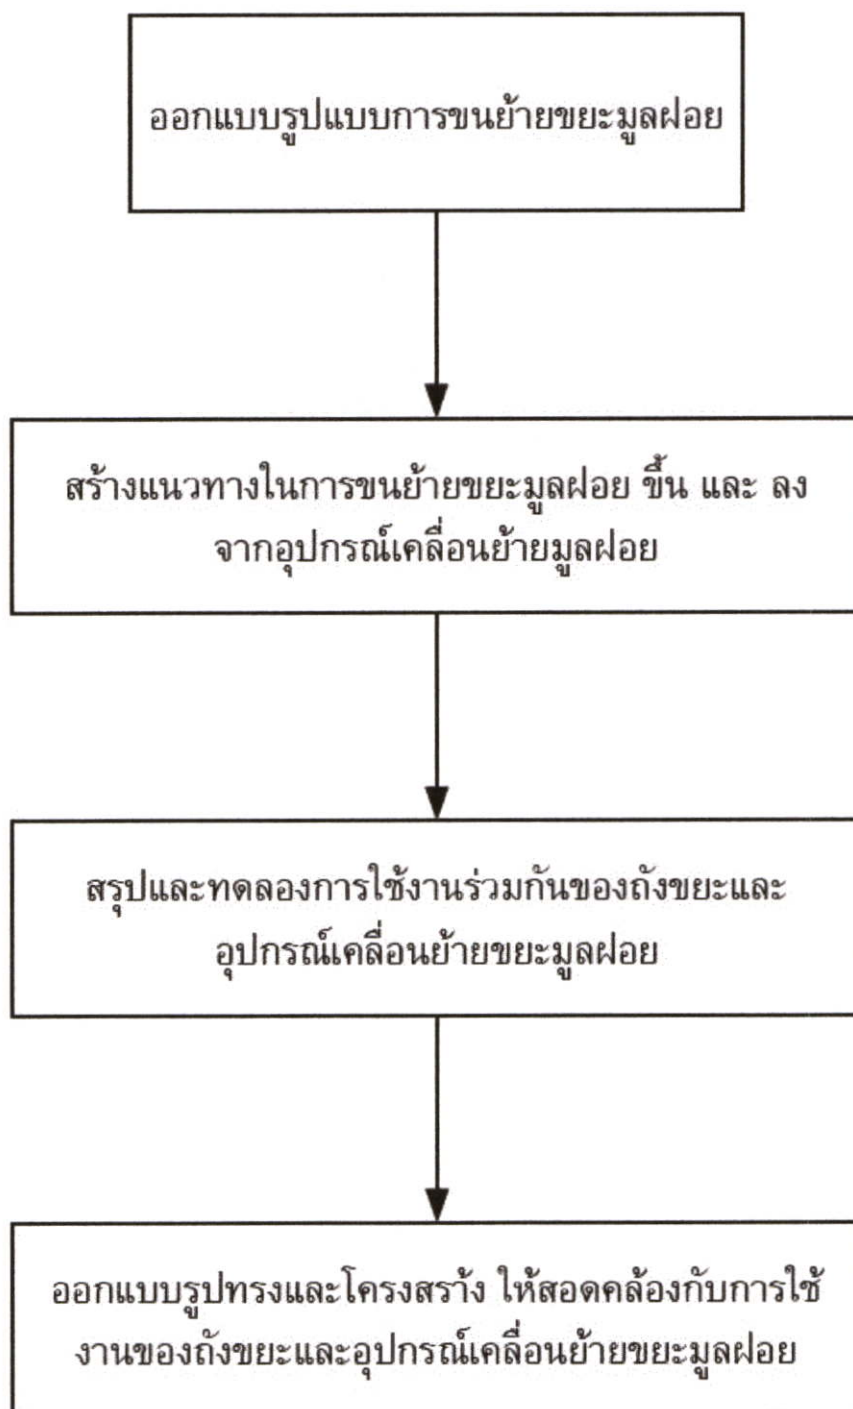 ออกแบบรูปแบบการขนย้ายขยะมูลฝอย
สร้างแนวทางในการขนย้ายขยะมูลฝอย ขึ้น และ ลง
จากอุปกรณ์เคลื่อนย้ายมูลฝอย
สรุปและทดลองการใช้งานร่วมกันของถังขยะและ
อุปกรณ์เคลื่อนย้ายขยะมูลฝอย
ออกแบบรูปทรงและโครงสรา้ง ให้สอดคล้องกับการใช้
งานของถังขยะและอุปกรณ์เคลื่อนย้ายขยะมูลฝอย